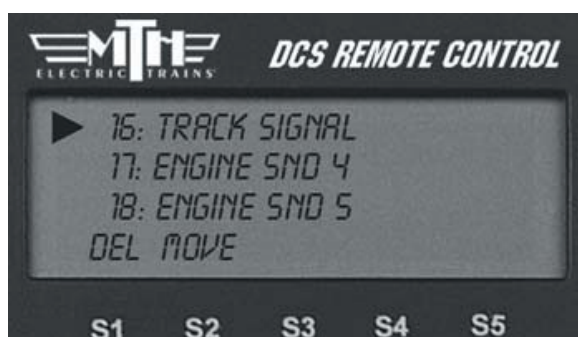 MTH
ELECTRIC TRAINS
DCS REMOTE CONTROL
16: TRACK SIGNAL
17: ENGINE SND 4
18: ENGINE SND 5
DEL MOVE
S1 S2 S3 S4 S5